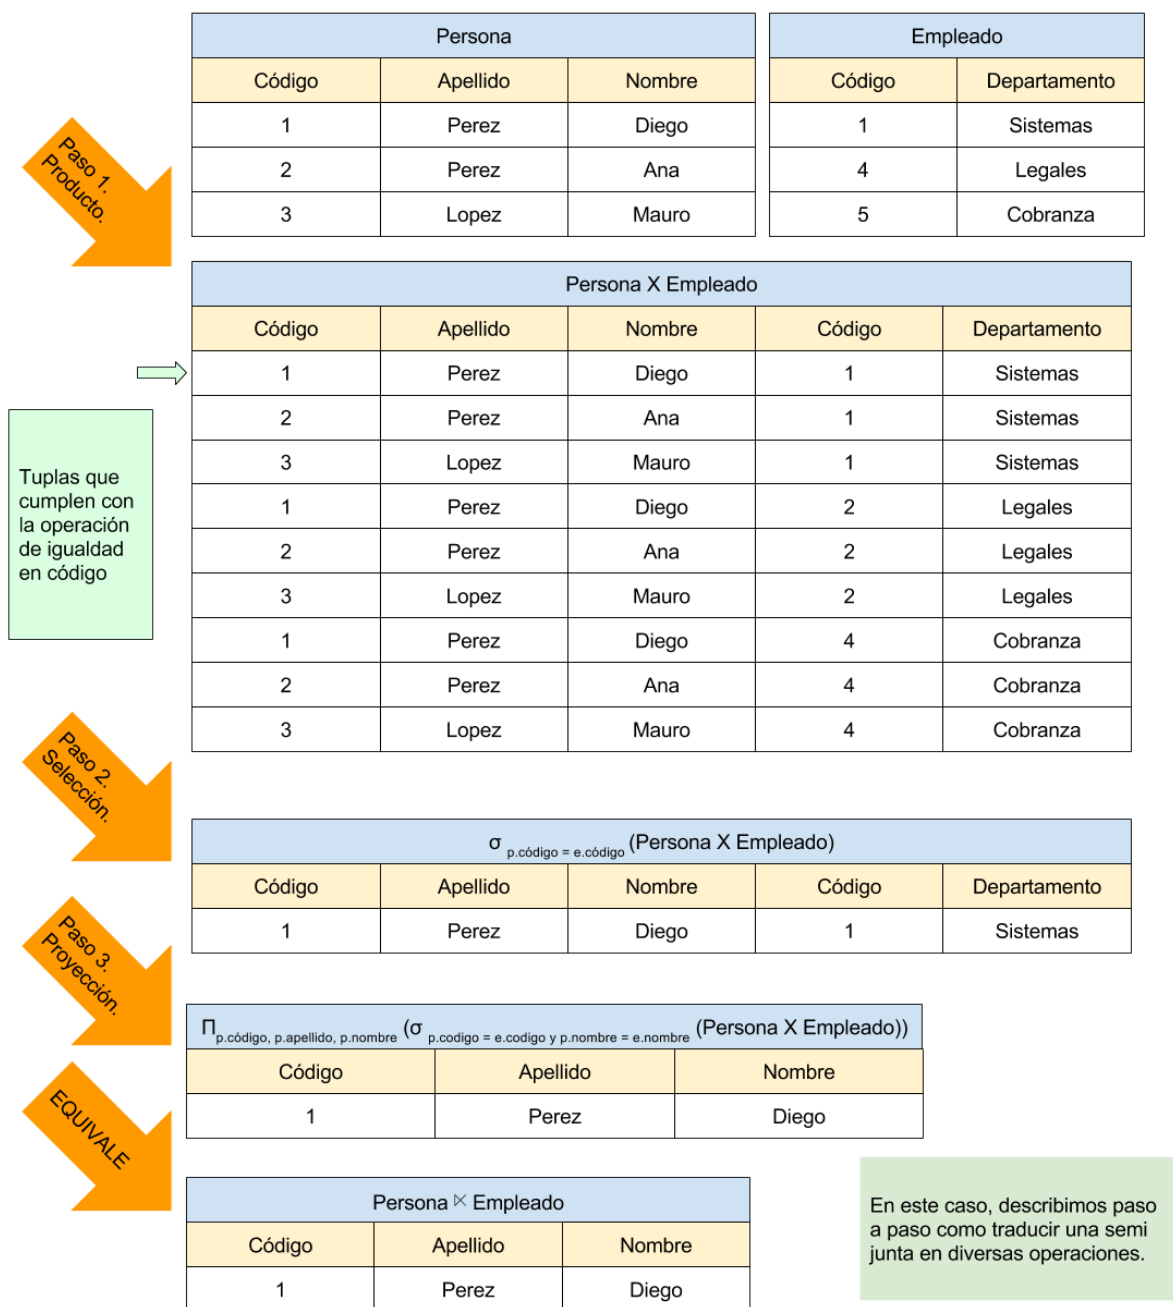 Persona
Código Apellido Nombre
1 Perez Diego
2 Perez Ana
3 Lopez Mauro
Empleado
Código Departamento
1 Sistemas
4 Legales
5 Cobranza
Paso 1.
Producto.
Persona X Empleado
Código Apellido Nombre Código Departamento
1 Perez Diego 1 Sistemas
2 Perez Ana 1 Sistemas
3 Lopez Mauro 1 Sistemas
1 Perez Diego 2 Legales
2 Perez Ana 2 Legales
3 Lopez Mauro 2 Legales
1 Perez Diego 4 Cobranza
2 Perez Ana 4 Cobranza
3 Lopez Mauro 4 Cobranza
Tuplas que
cumplen con
la operación
de igualdad
en código
Paso 2.
Selección.
σ p.código = e.código (Persona X Empleado)
Código Apellido Nombre Código Departamento
1 Perez Diego 1 Sistemas
Paso 3.
Proyección.
Π p.código, p.apellido, p.nombre (σ p.codigo = e.codigo y p.nombre = e.nombre (Persona X Empleado))
Código Apellido Nombre
1 Perez Diego
EQUIVALE
Persona ⋉ Empleado
Código Apellido Nombre
1 Perez Diego
En este caso, describimos paso
a paso como traducir una semi
junta en diversas operaciones.